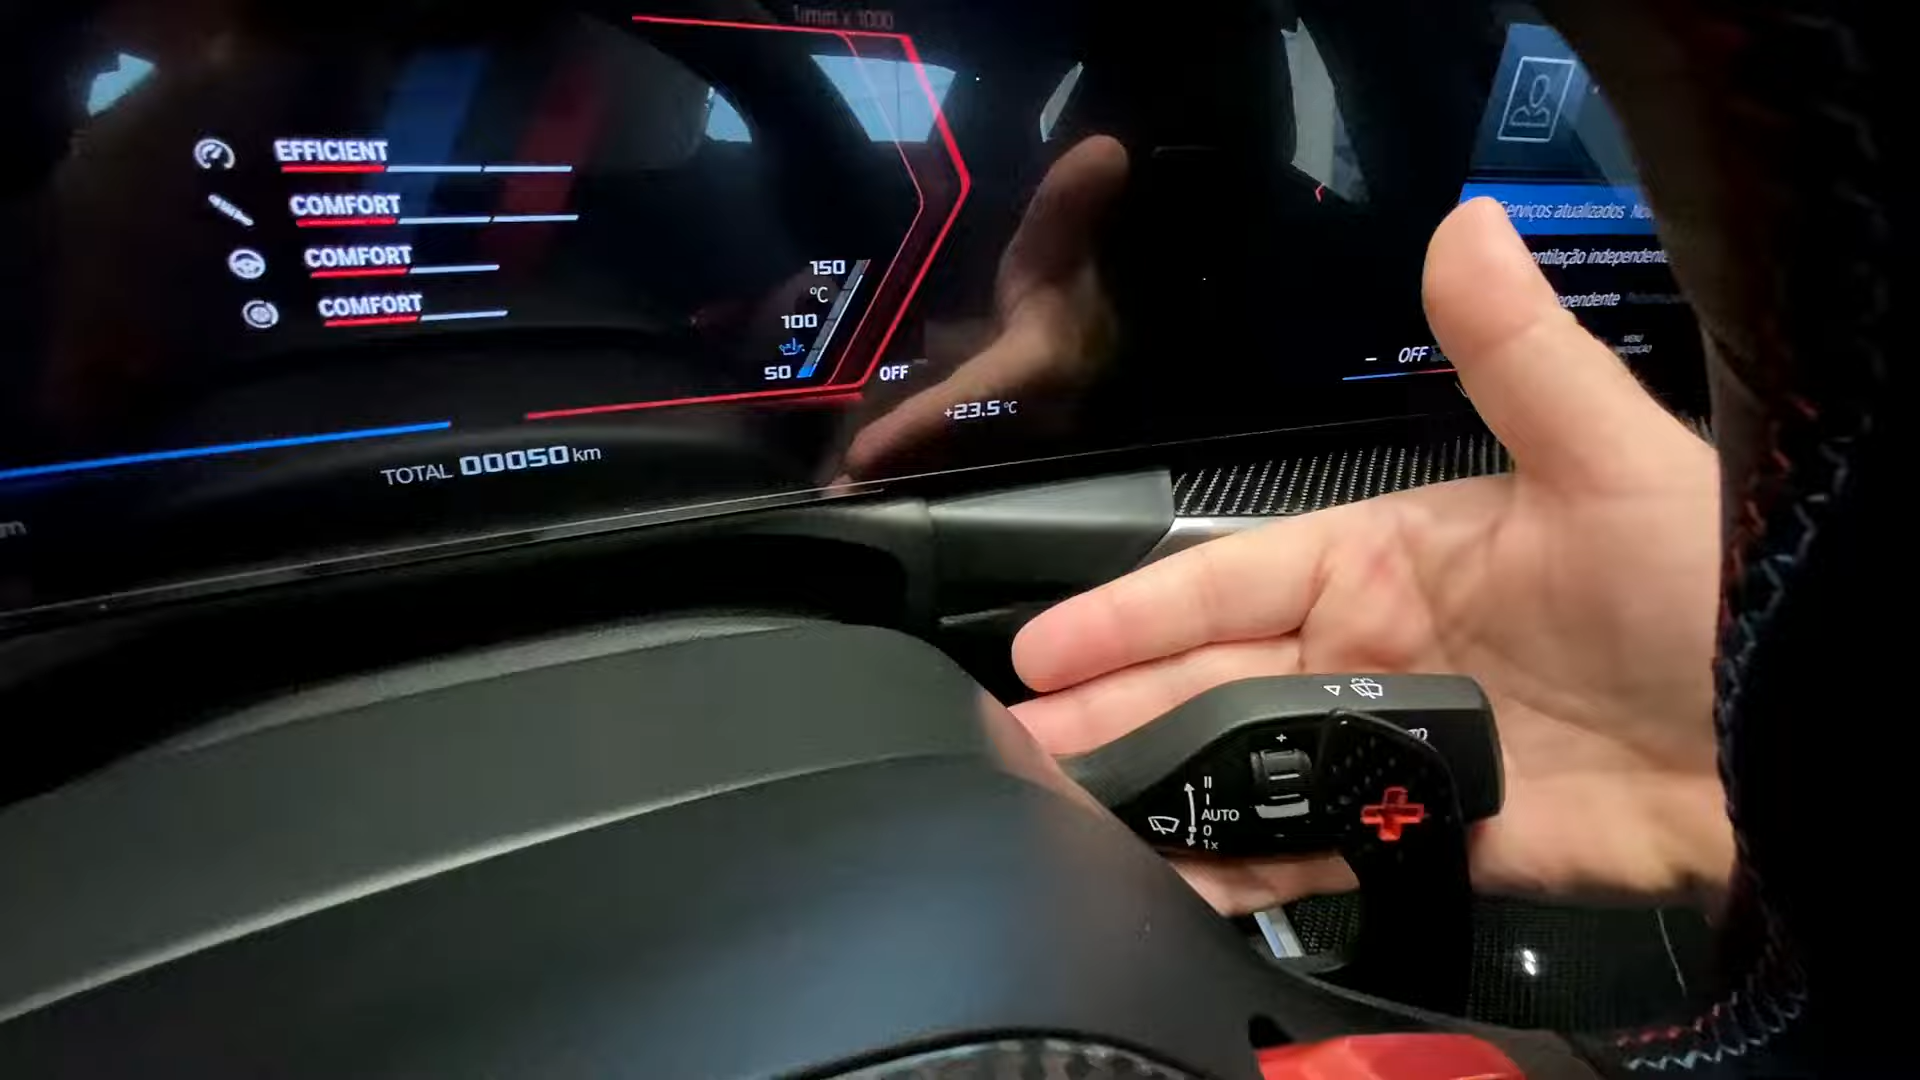 1/min x 1000
EFFICIENT
COMFORT
COMFORT
COMFORT
150
°C
100
50
OFF
+23.5 °C
TOTAL 00050 km
Serviços atualizados
entilação independente
ependente
– OFF
MENU
+
II
I
AUTO
0
1x